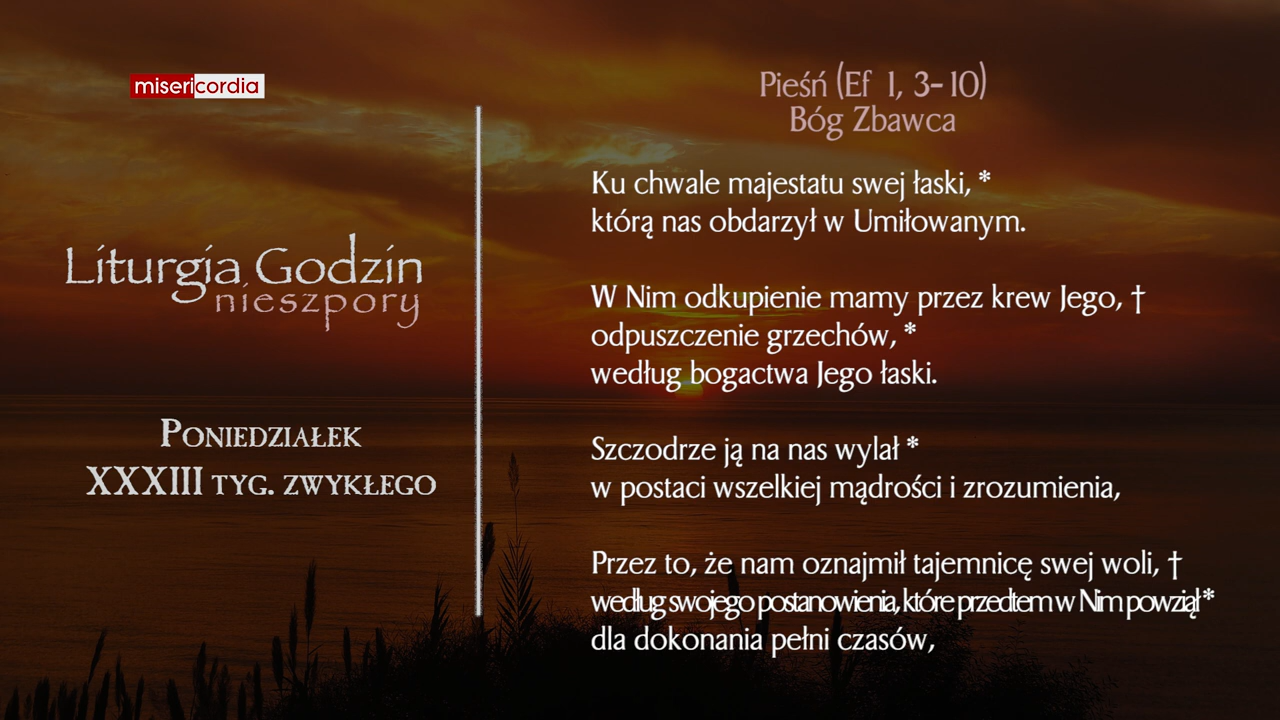 misericordia
Liturgia Godzin
nieszpory
Poniedziałek
XXXIII tyg. zwykłego
Pieśń (Ef 1, 3-10)
Bóg Zbawca
Ku chwale majestatu swej łaski, *
którą nas obdarzył w Umiłowanym.
W Nim odkupienie mamy przez krew Jego, †
odpuszczenie grzechów, *
według bogactwa Jego łaski.
Szczodrze ją na nas wylał *
w postaci wszelkiej mądrości i zrozumienia,
Przez to, że nam oznajmił tajemnicę swej woli, †
według swojego postanowienia, które przedtem w Nim powziął *
dla dokonania pełni czasów,